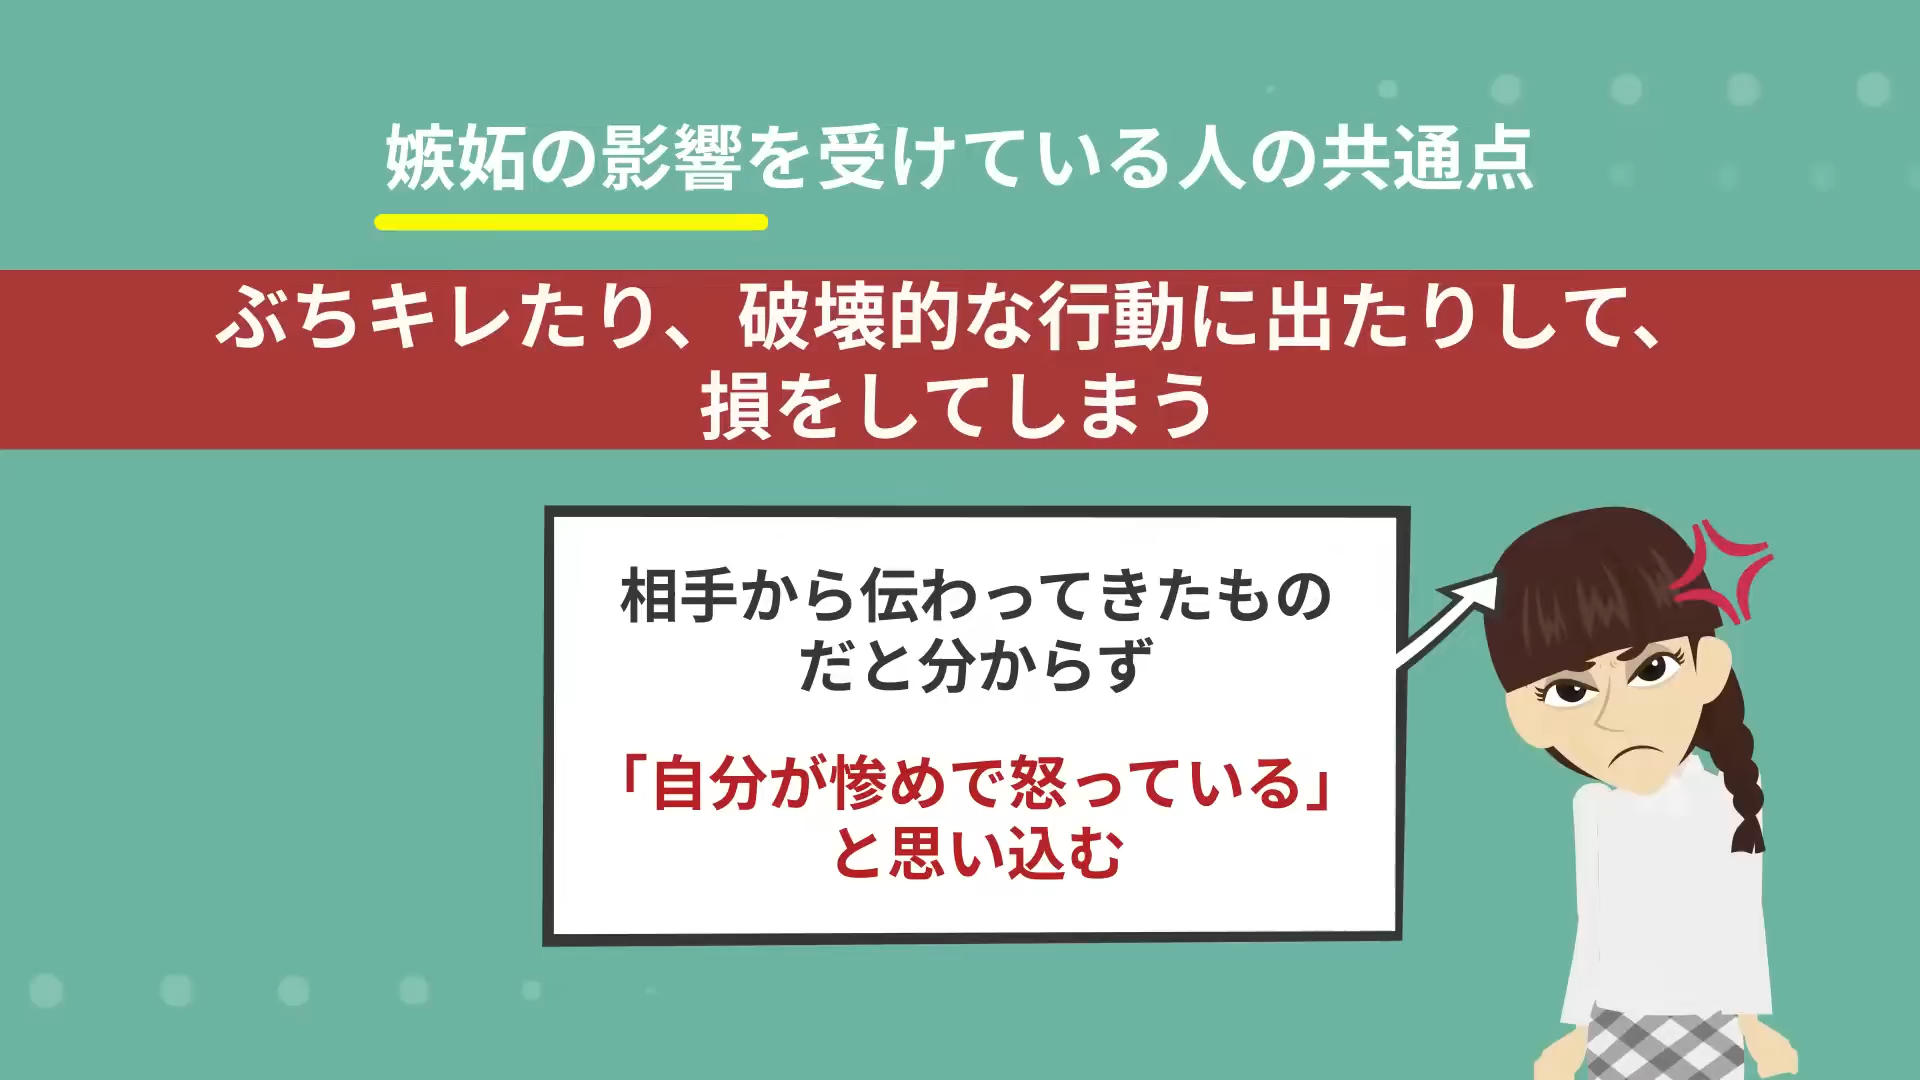 嫉妬の影響を受けている人の共通点
ぶちキレたり、破壊的な行動に出たりして、
損をしてしまう
相手から伝わってきたもの
だと分からず
「自分が惨めで怒っている」
と思い込む